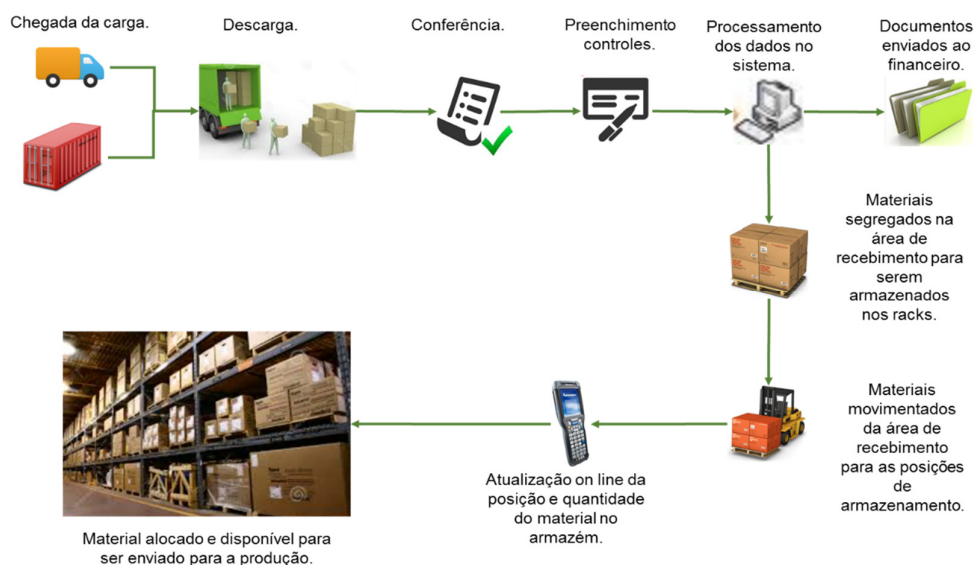 Chegada da carga.
Descarga.
Conferência.
Preenchimento
controles.
Processamento
dos dados no
sistema.
Documentos
enviados ao
financeiro.
Materiais
segregados na
área de
recebimento para
serem
armazenados
nos racks.
Materiais
movimentados
da área de
recebimento
para as posições
de
armazenamento.
Atualização on line da
posição e quantidade
do material no
armazém.
Material alocado e disponível para
ser enviado para a produção.